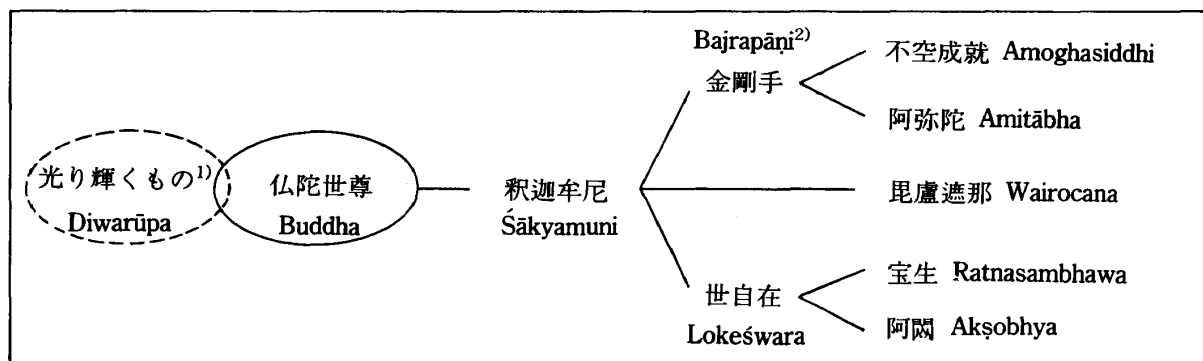 Bajrapāṇi²⁾
金剛手
不空成就 Amoghasiddhi
阿弥陀 Amitābha
光り輝くもの¹⁾
Diwarūpa
仏陀世尊
Buddha
釈迦牟尼
Śākyamuni
毘盧遮那 Wairocana
世自在
Lokeśwara
宝生 Ratnasambhawa
阿閦 Akṣobhya